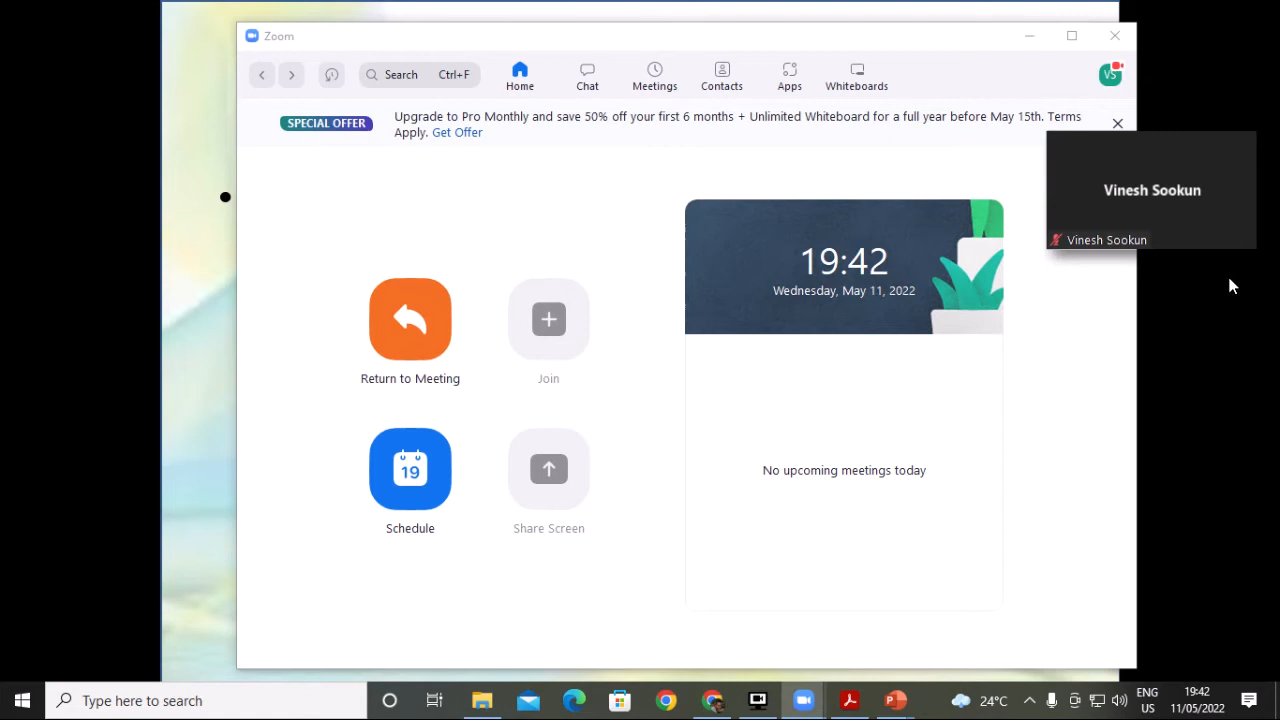 Zoom
Search Ctrl+F
Home
Chat
Meetings
Contacts
Apps
Whiteboards
VS
SPECIAL OFFER
Upgrade to Pro Monthly and save 50% off your first 6 months + Unlimited Whiteboard for a full year before May 15th. Terms
Apply. Get Offer
Vinesh Sookun
Vinesh Sookun
19:42
Wednesday, May 11, 2022
Return to Meeting
Join
19
Schedule
Share Screen
No upcoming meetings today
Type here to search
24°C
ENG
US
19:42
11/05/2022